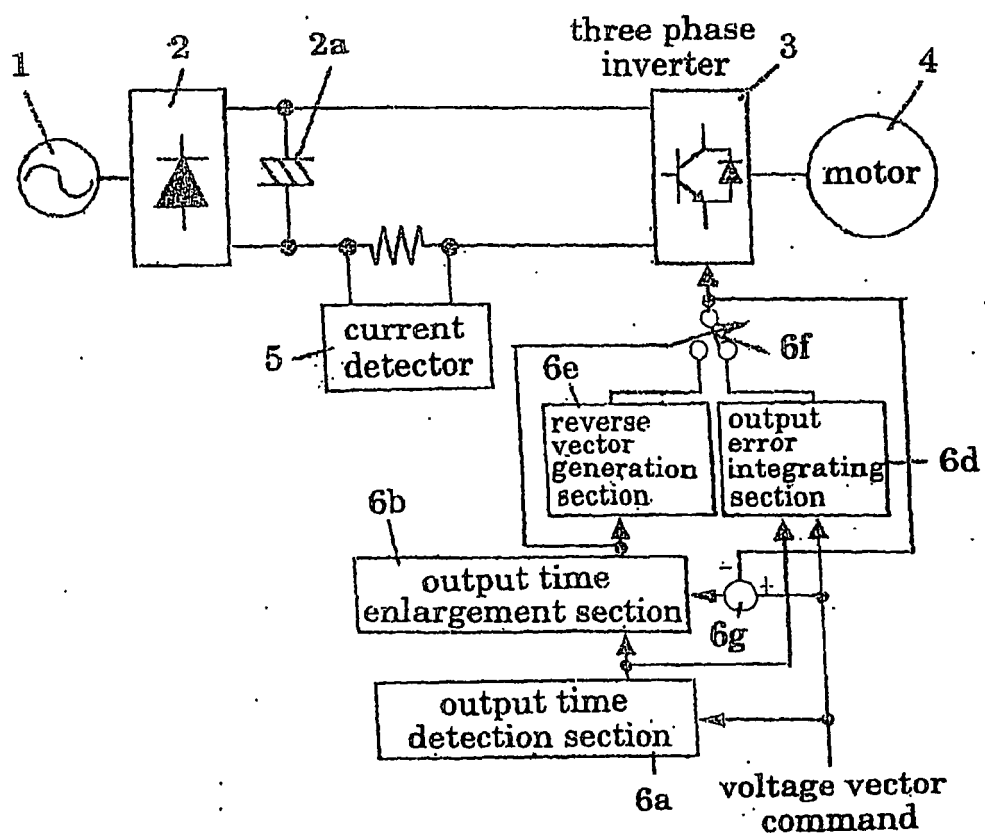 1
2
2a
three phase
inverter
3
4
motor
current
detector
5
6f
6e
reverse
vector
generation
section
output
error
integrating
section
6d
6b
output time
enlargement section
-
+
6g
output time
detection section
6a
voltage vector
command